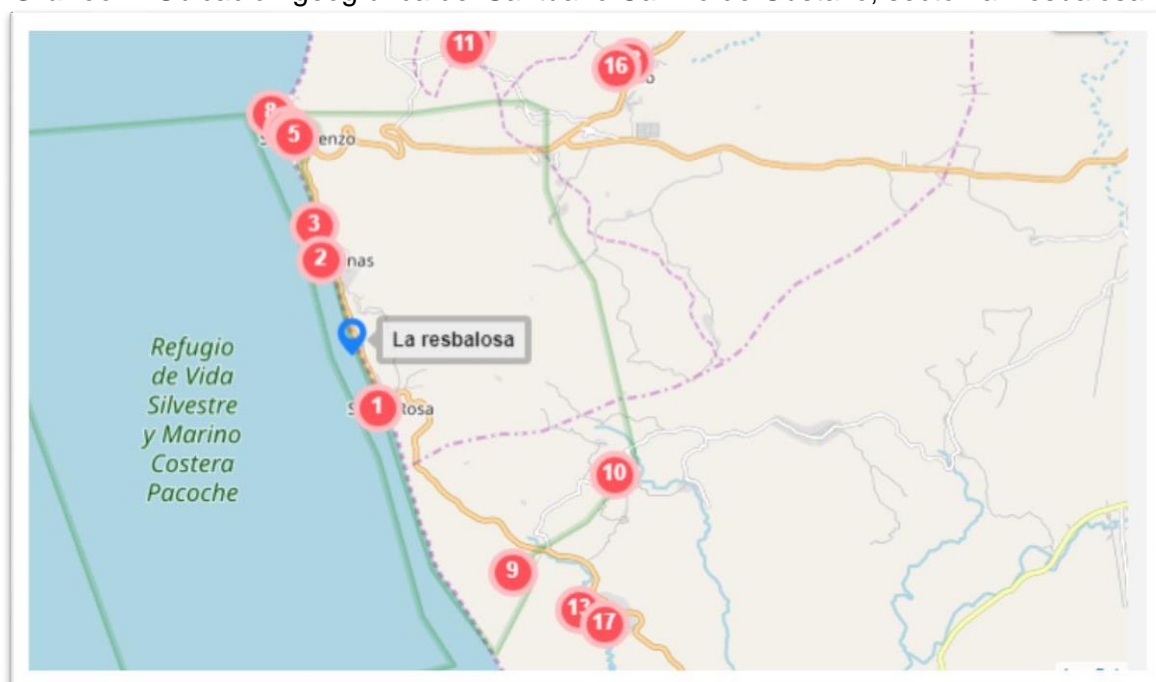 11
16
8
5
enzo
3
2
nas
La resbalosa
Refugio
de Vida
Silvestre
y Marino
Costera
Pacoche
1
osa
10
9
13
17